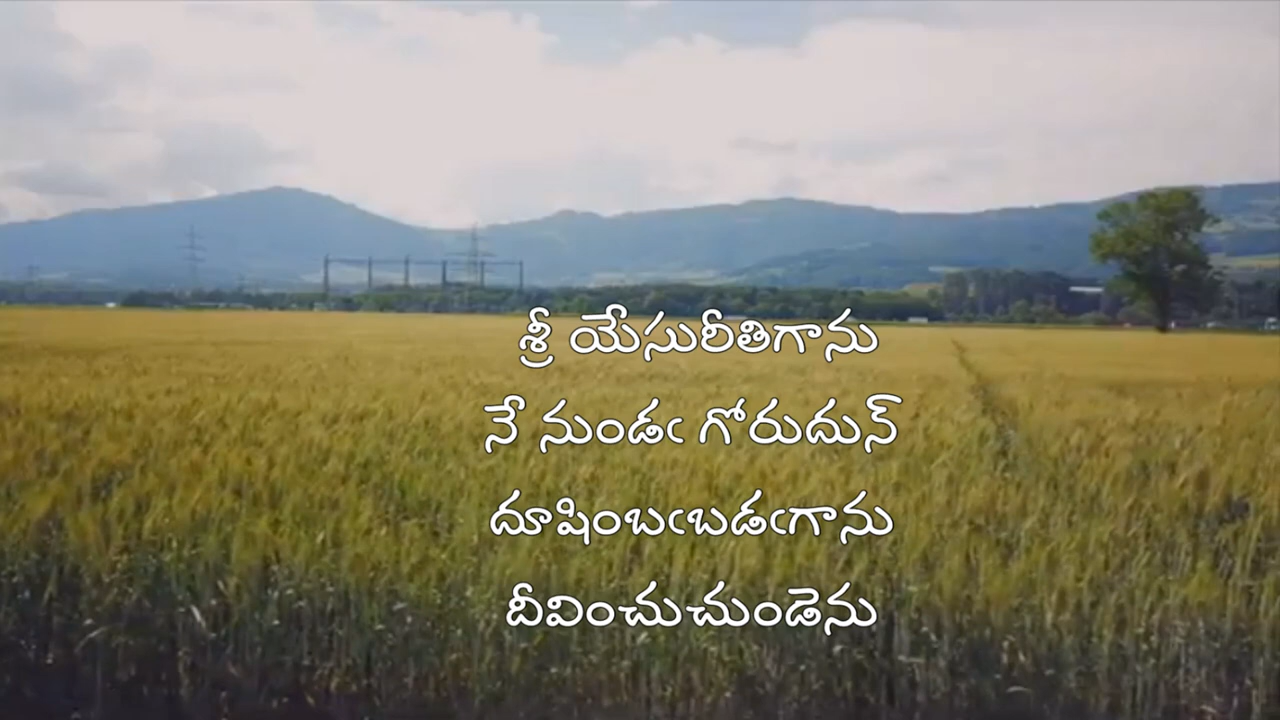 శ్రీ యేసురీతిగాను
నే నుండఁ గోరుదున్
దూషింబఁబడఁగాను
దీవించుచుండెను